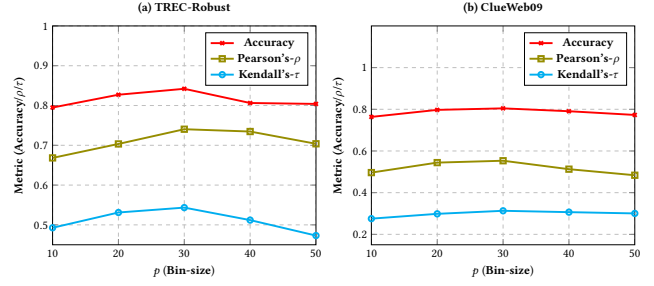 (a) TREC-Robust
Metric (Accuracy/ρ/τ)
1
0.9
0.8
0.7
0.6
0.5
10
20
30
40
50
p (Bin-size)
Accuracy
Pearson's-ρ
Kendall's-τ
(b) ClueWeb09
Metric (Accuracy/ρ/τ)
1
0.8
0.6
0.4
0.2
10
20
30
40
50
p (Bin-size)
Accuracy
Pearson's-ρ
Kendall's-τ